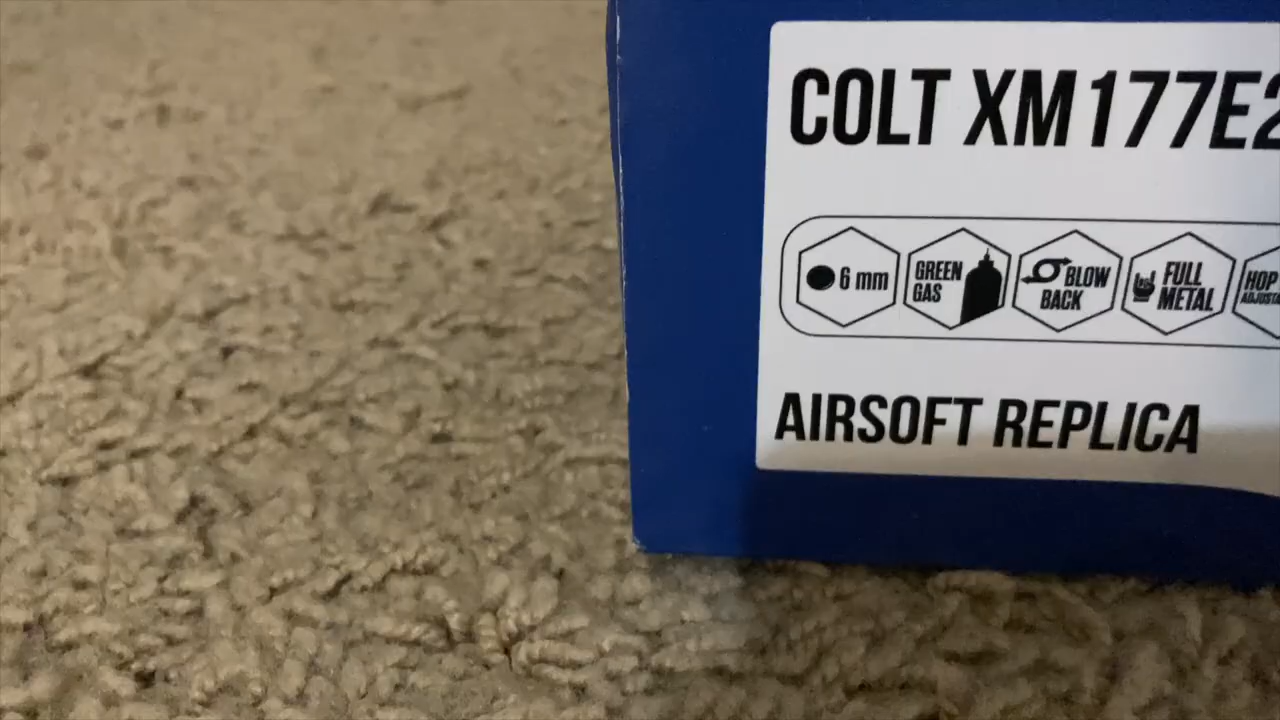 COLT XM177E2
6 mm
GREEN
GAS
BLOW
BACK
FULL
METAL
HOP
AIRSOFT REPLICA